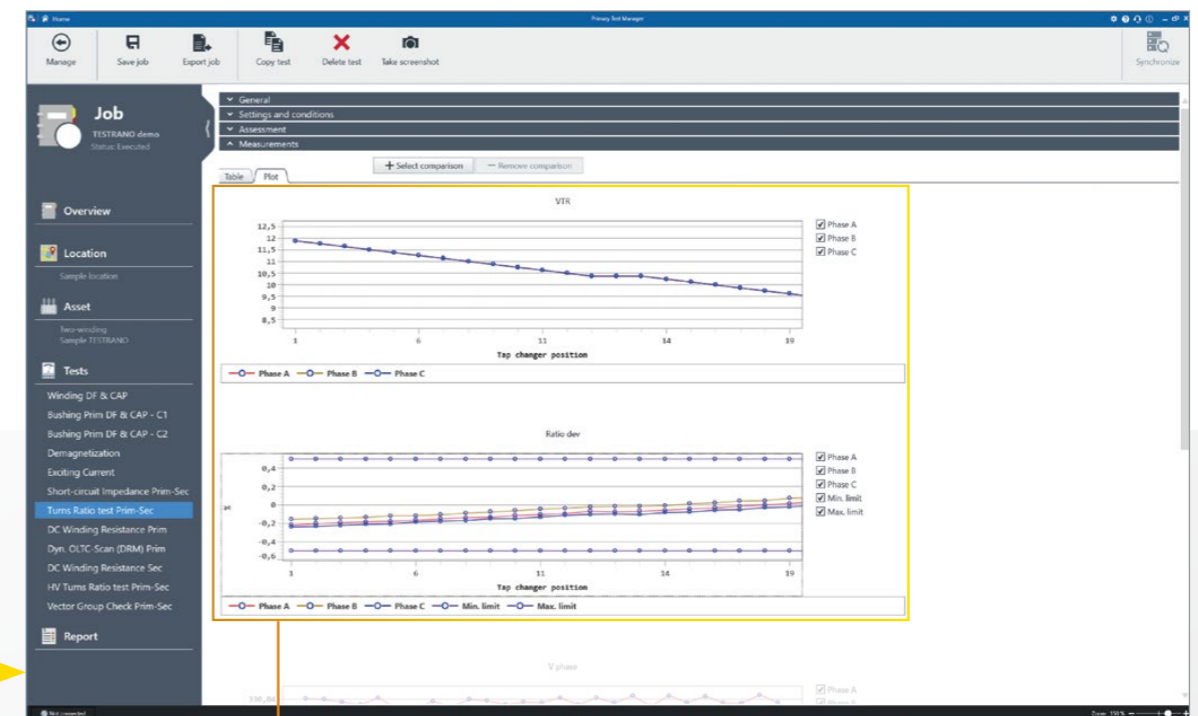 Home
Primary Test Manager
Manage
Save job
Export job
Copy test
Delete test
Take screenshot
Synchronize
Job
TESTRANO demo
Status: Executed
Overview
Location
Sample location
Asset
Two-winding
Sample TESTRANO
Tests
Winding DF & CAP
Bushing Prim DF & CAP - C1
Bushing Prim DF & CAP - C2
Demagnetization
Exciting Current
Short-circuit Impedance Prim-Sec
Turns Ratio test Prim-Sec
DC Winding Resistance Prim
Dyn. OLTC-Scan (DRM) Prim
DC Winding Resistance Sec
HV Turns Ratio test Prim-Sec
Vector Group Check Prim-Sec
Report
General
Settings and conditions
Assessment
Measurements
+ Select comparison
− Remove comparison
Table
Plot
VTR
12,5
12
11,5
11
10,5
10
9,5
9
8,5
1 6 11 14 19
Tap changer position
Phase A
Phase B
Phase C
Phase A Phase B Phase C
Ratio dev
%
0,4
0,2
0
-0,2
-0,4
-0,6
1 6 11 14 19
Tap changer position
Phase A
Phase B
Phase C
Min. limit
Max. limit
Phase A Phase B Phase C Min. limit Max. limit
V phase
Phase A
Not connected
Zoom 150 %